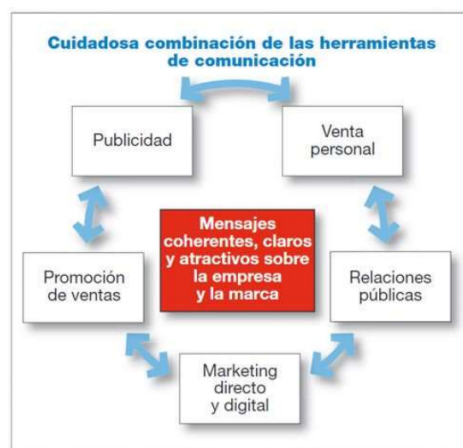 Cuidadosa combinación de las herramientas
de comunicación
Publicidad
Venta
personal
Mensajes
coherentes, claros
y atractivos sobre
la empresa
y la marca
Promoción
de ventas
Relaciones
públicas
Marketing
directo
y digital